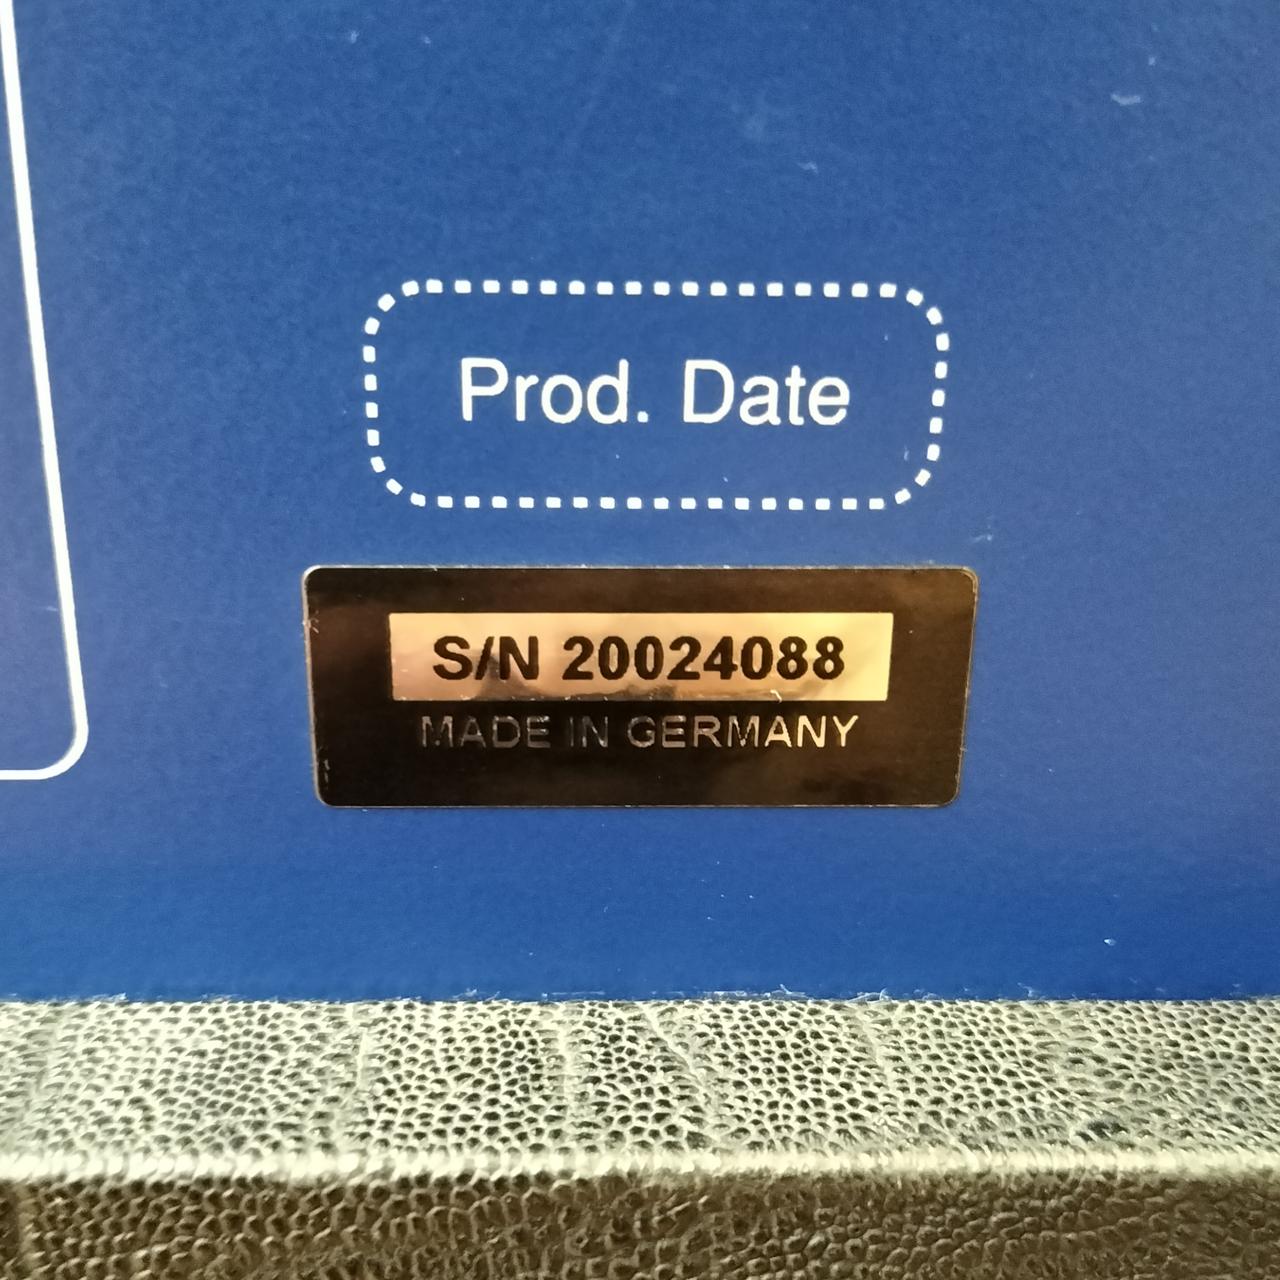 Prod. Date
S/N 20024088
MADE IN GERMANY